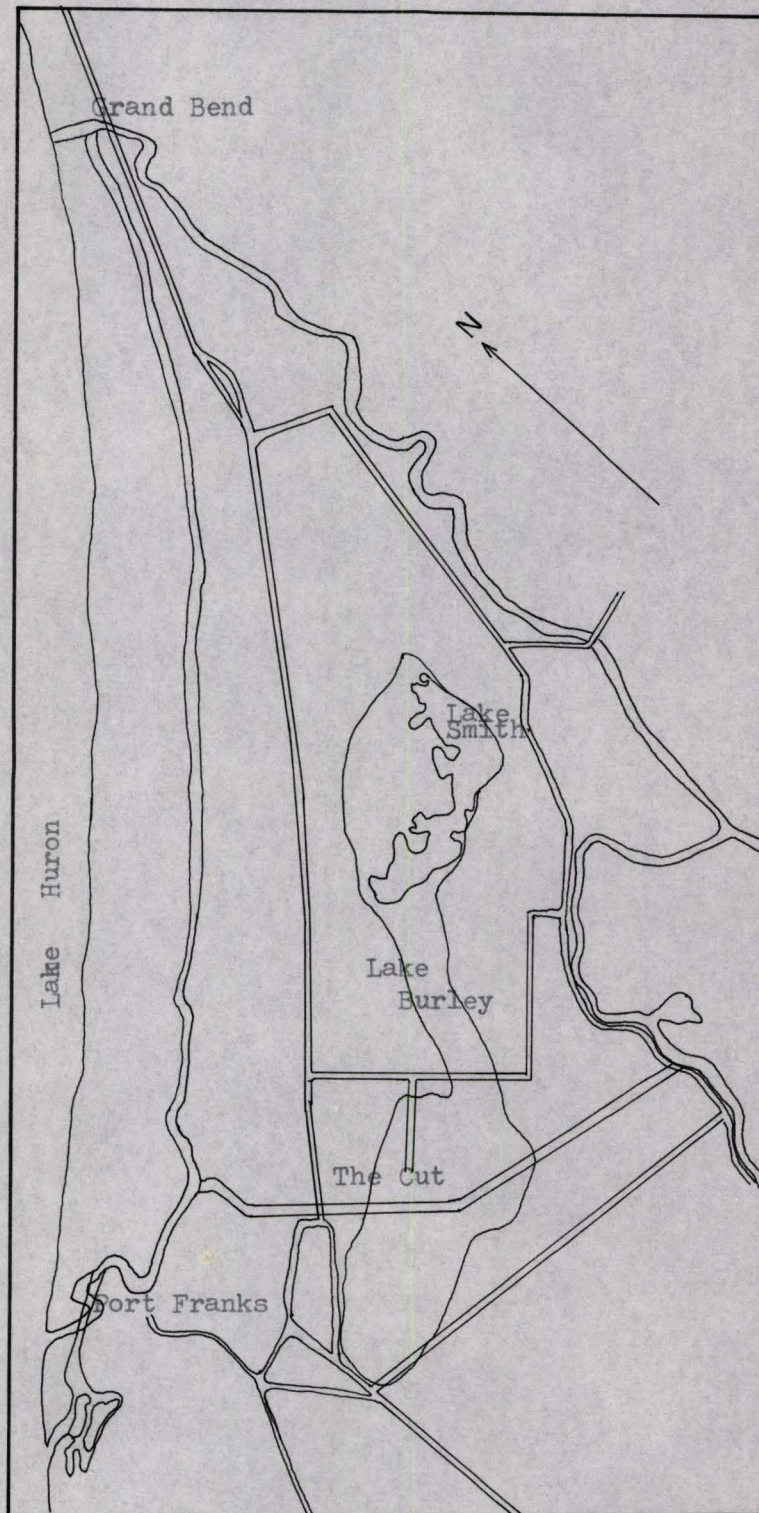 Grand Bend
N
Lake
Smith
Lake Huron
Lake
Burley
The Cut
Port Franks